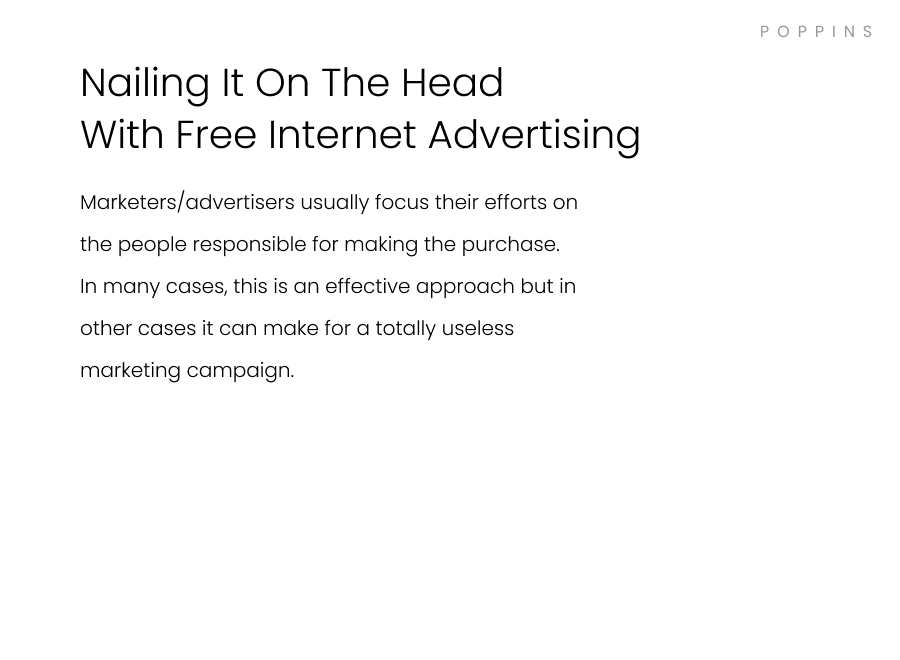 POPPINS
Nailing It On The Head
With Free Internet Advertising
Marketers/advertisers usually focus their efforts on
the people responsible for making the purchase.
In many cases, this is an effective approach but in
other cases it can make for a totally useless
marketing campaign.